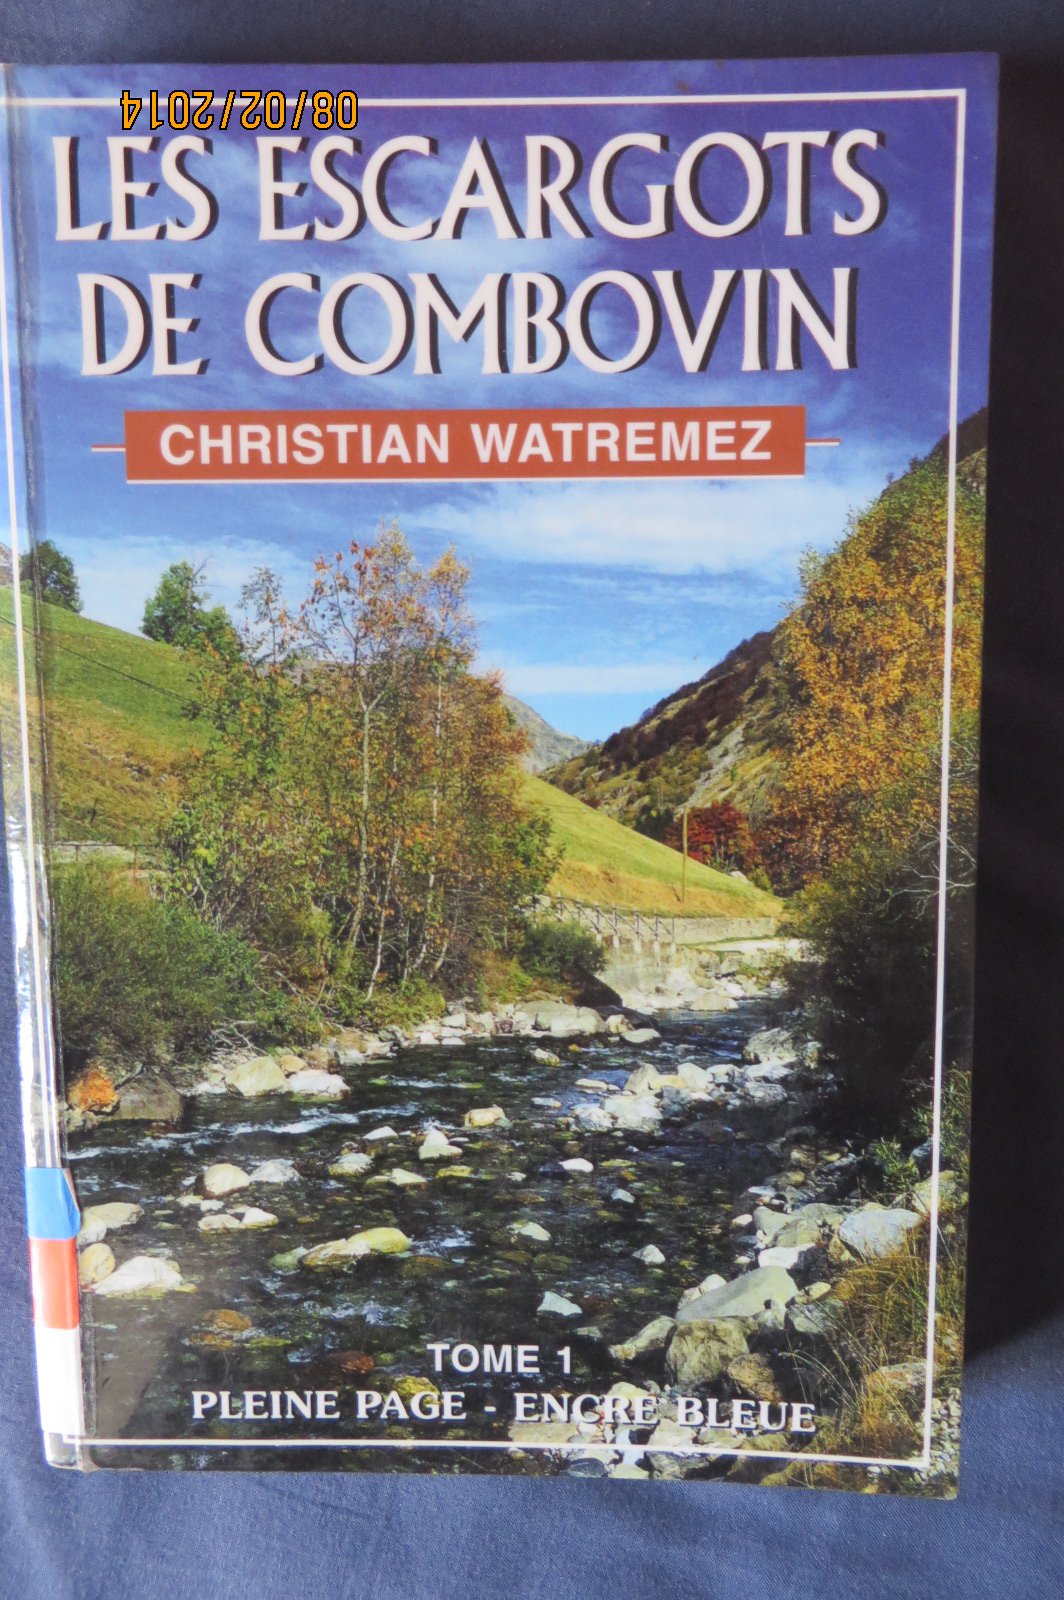 08/02/2014
LES ESCARGOTS
DE COMBOVIN
CHRISTIAN WATREMEZ
TOME 1
PLEINE PAGE - ENCRE BLEUE